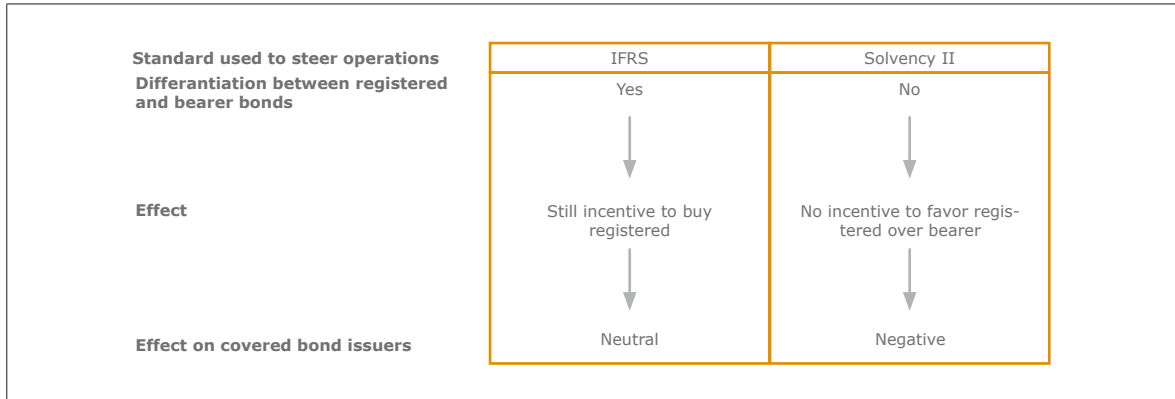 Standard used to steer operations IFRS Solvency II
Differantiation between registered
and bearer bonds
Yes No
Effect
Still incentive to buy
registered
No incentive to favor regis-
tered over bearer
Effect on covered bond issuers
Neutral Negative